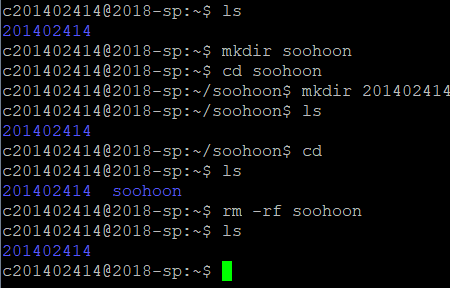 c201402414@2018-sp:~$ ls
201402414
c201402414@2018-sp:~$ mkdir soohoon
c201402414@2018-sp:~$ cd soohoon
c201402414@2018-sp:~/soohoon$ mkdir 201402414
c201402414@2018-sp:~/soohoon$ ls
201402414
c201402414@2018-sp:~/soohoon$ cd
c201402414@2018-sp:~$ ls
201402414  soohoon
c201402414@2018-sp:~$ rm -rf soohoon
c201402414@2018-sp:~$ ls
201402414
c201402414@2018-sp:~$